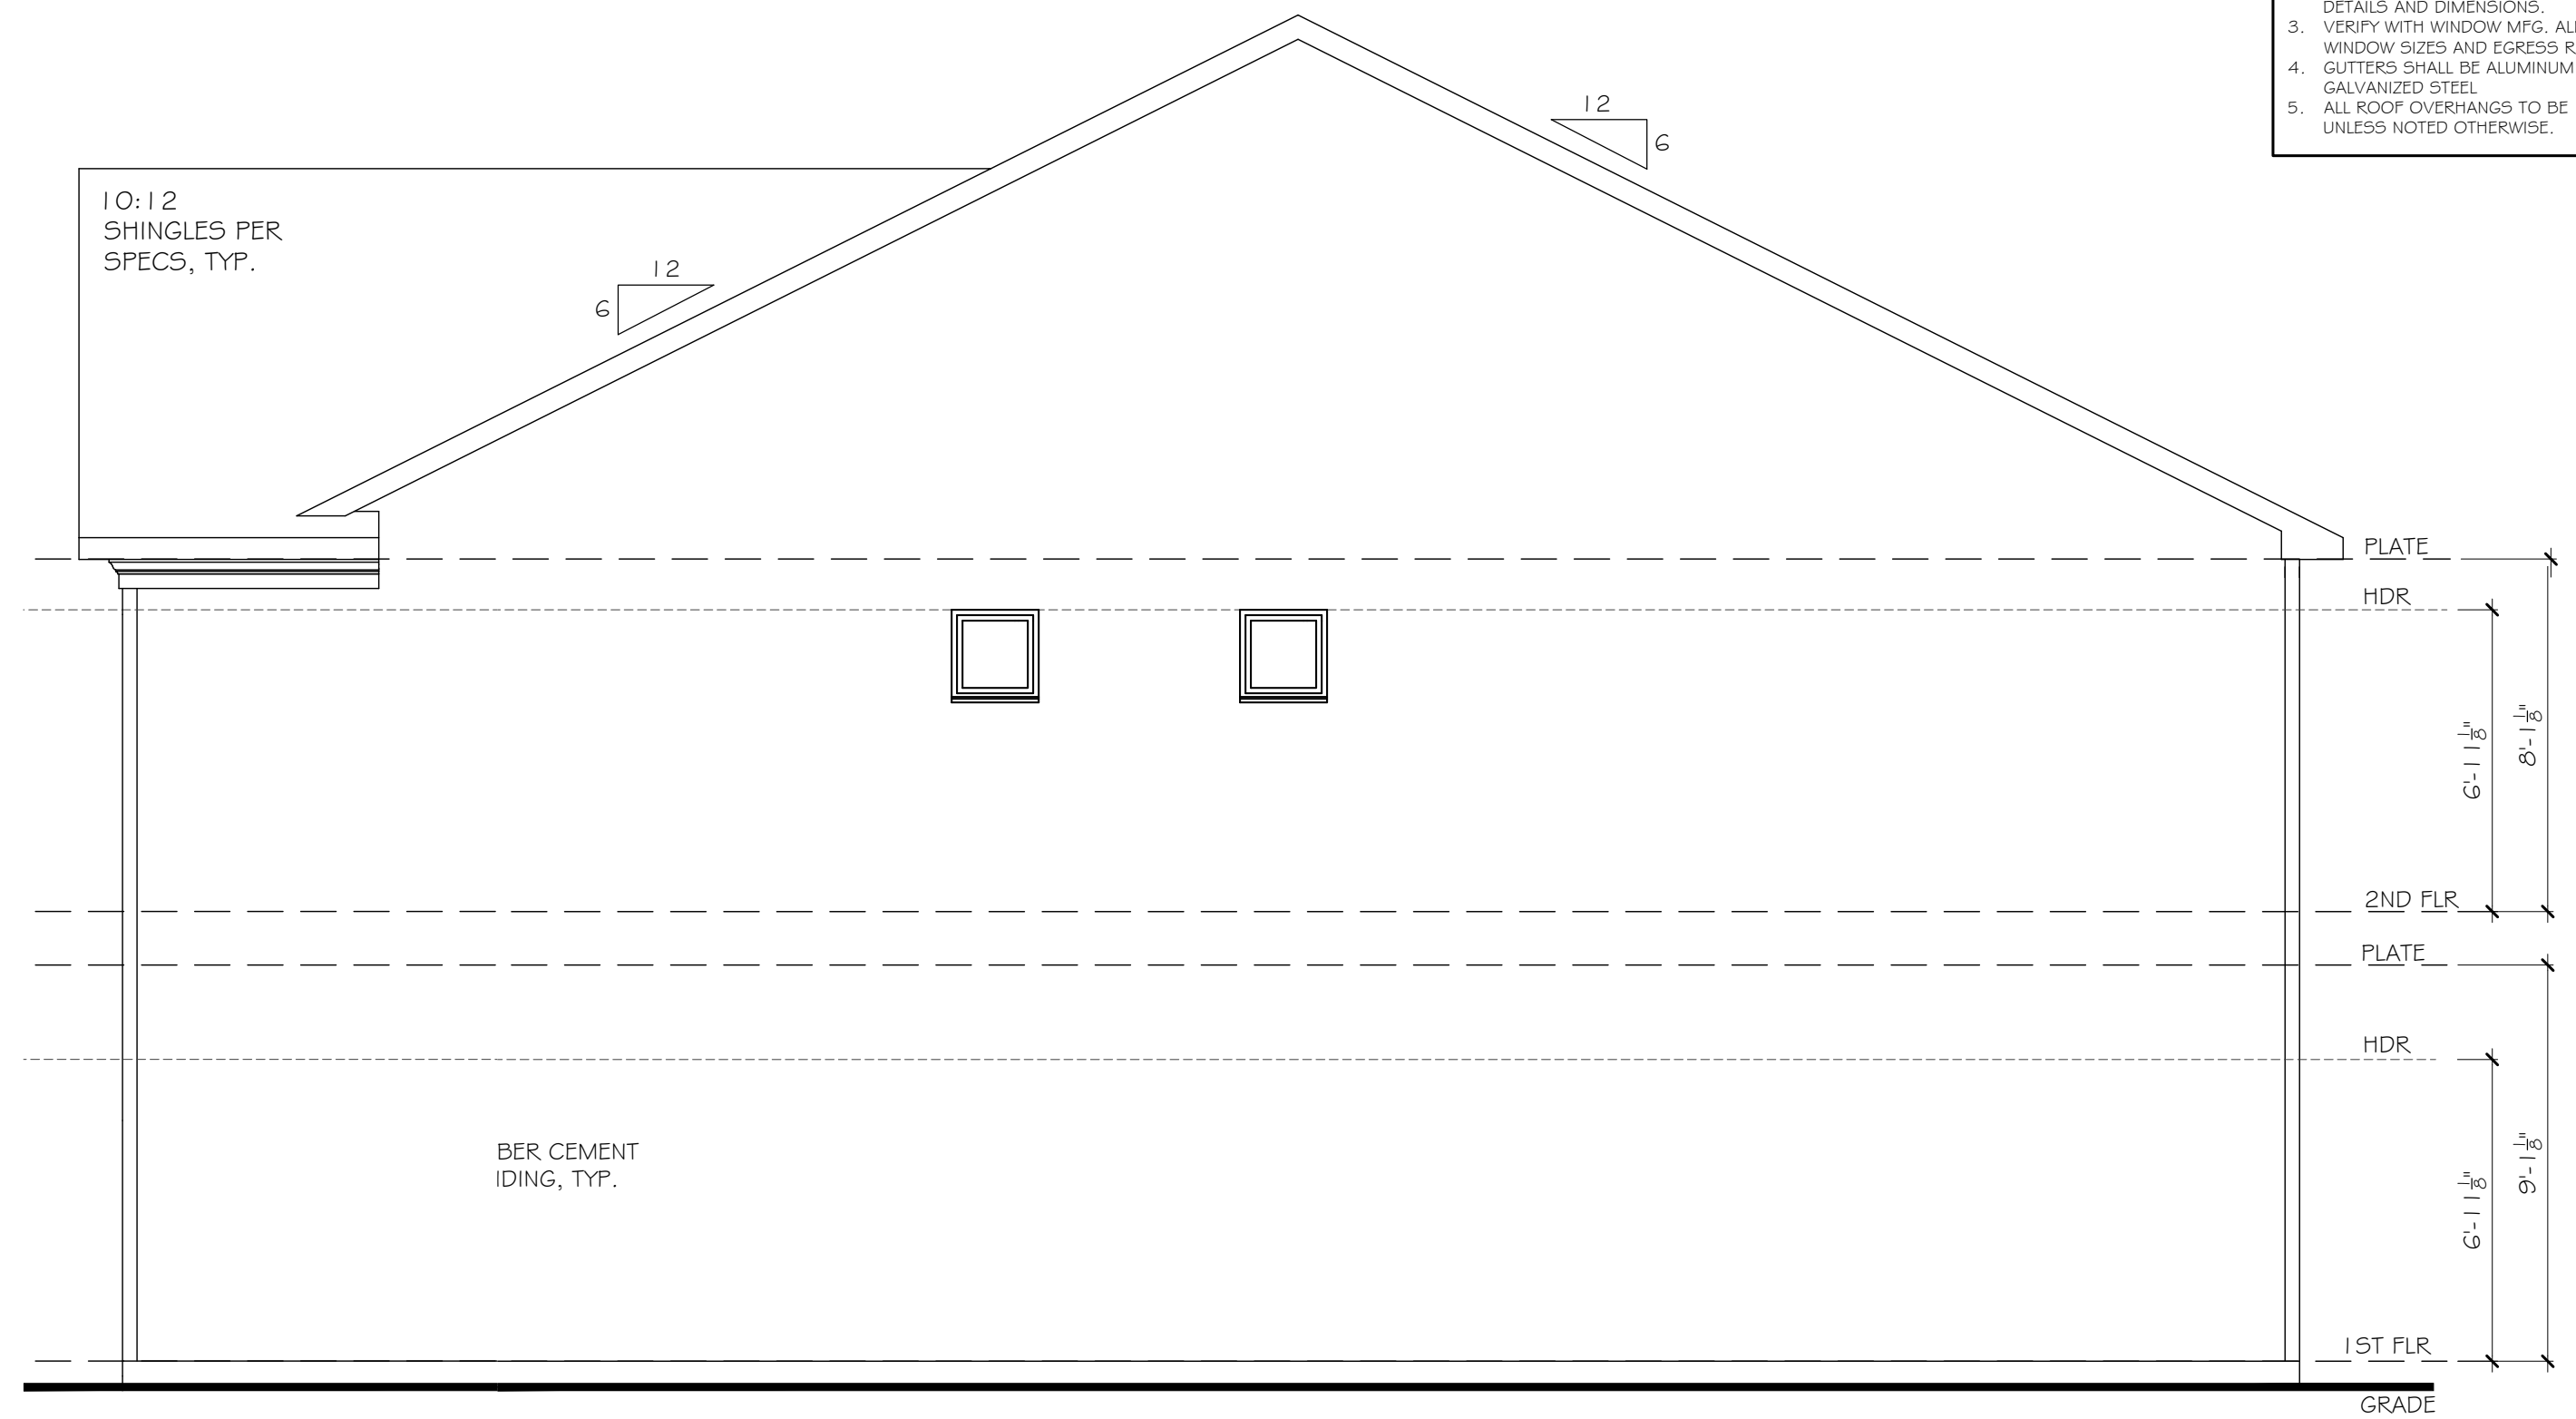 DETAILS AND DIMENSIONS.
3. VERIFY WITH WINDOW MFG. ALL
WINDOW SIZES AND EGRESS R
4. GUTTERS SHALL BE ALUMINUM
GALVANIZED STEEL
5. ALL ROOF OVERHANGS TO BE
UNLESS NOTED OTHERWISE.
12
6
10:12
SHINGLES PER
SPECS, TYP.
12
6
PLATE
HDR
6'-11 1/8"
8'-1 1/8"
2ND FLR
PLATE
HDR
BER CEMENT
IDING, TYP.
6'-11 1/8"
9'-1 1/8"
1ST FLR
GRADE